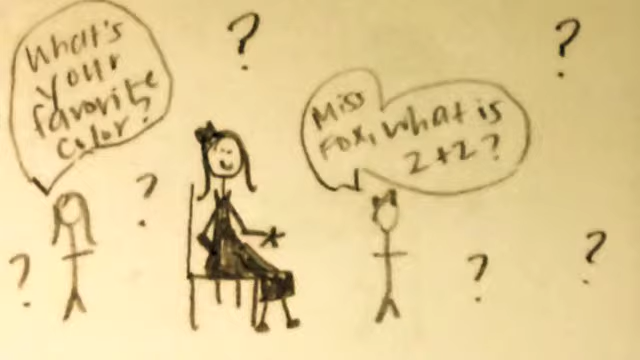 What's
your
favorite
color?
Miss
Fox, what is
2+2?
?
?
?
?
?
?